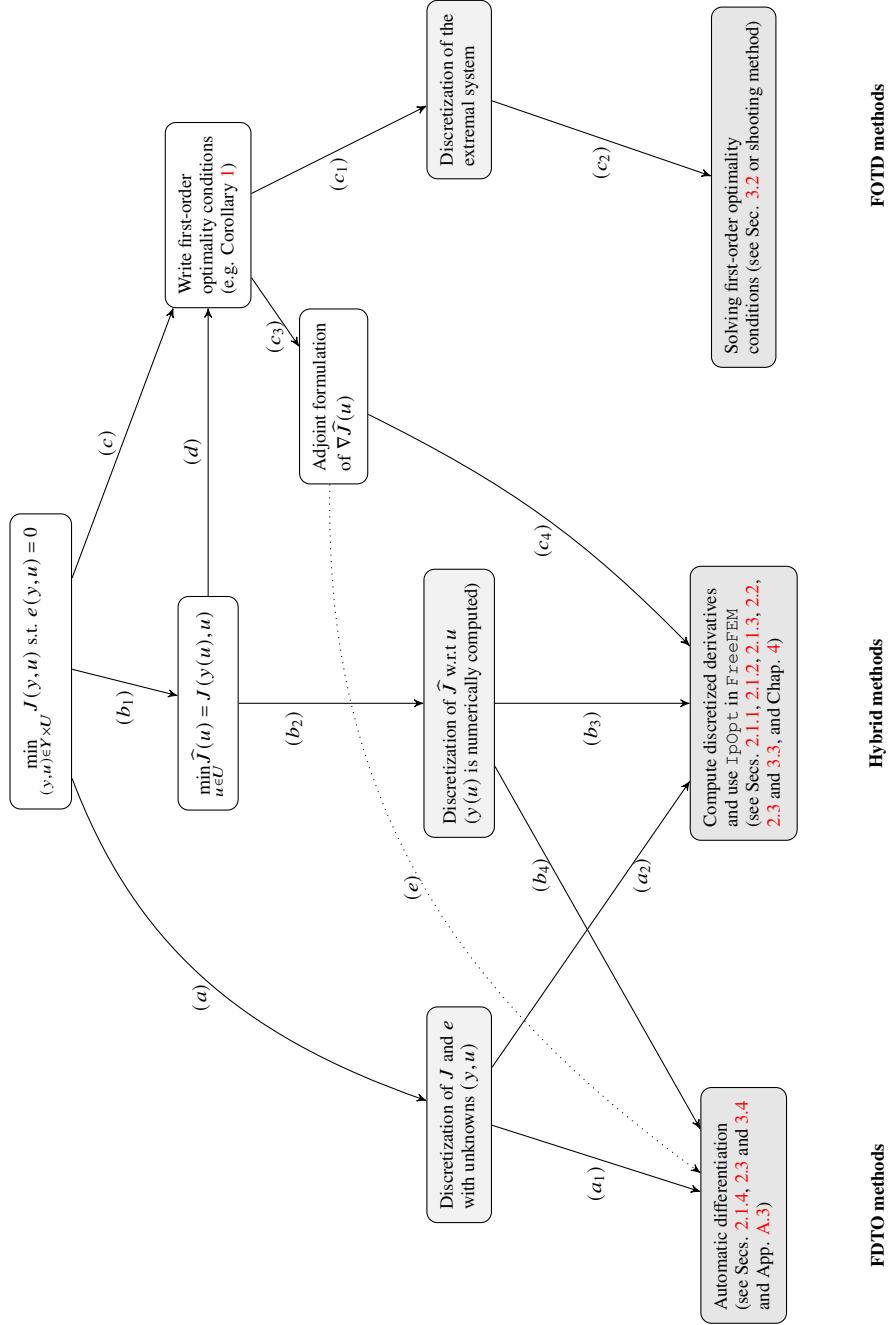 min J(y, u) s.t. e(y, u) = 0
(y,u)∈Y×U
(a)
(b₁)
(c)
min Ĵ(u) = J(y(u), u)
u∈U
(d)
Write first-order
optimality conditions
(e.g. Corollary 1)
(b₂)
(c₃)
(c₁)
Adjoint formulation
of ∇Ĵ(u)
Discretization of J and e
with unknowns (y, u)
Discretization of Ĵ w.r.t u
(y(u) is numerically computed)
Discretization of the
extremal system
(e)
(a₁)
(a₂)
(b₄)
(b₃)
(c₄)
(c₂)
Automatic differentiation
(see Secs. 2.1.4, 2.3 and 3.4
and App. A.3)
Compute discretized derivatives
and use IpOpt in FreeFEM
(see Secs. 2.1.1, 2.1.2, 2.1.3, 2.2,
2.3 and 3.3, and Chap. 4)
Solving first-order optimality
conditions (see Sec. 3.2 or shooting method)
FDTO methods
Hybrid methods
FOTD methods